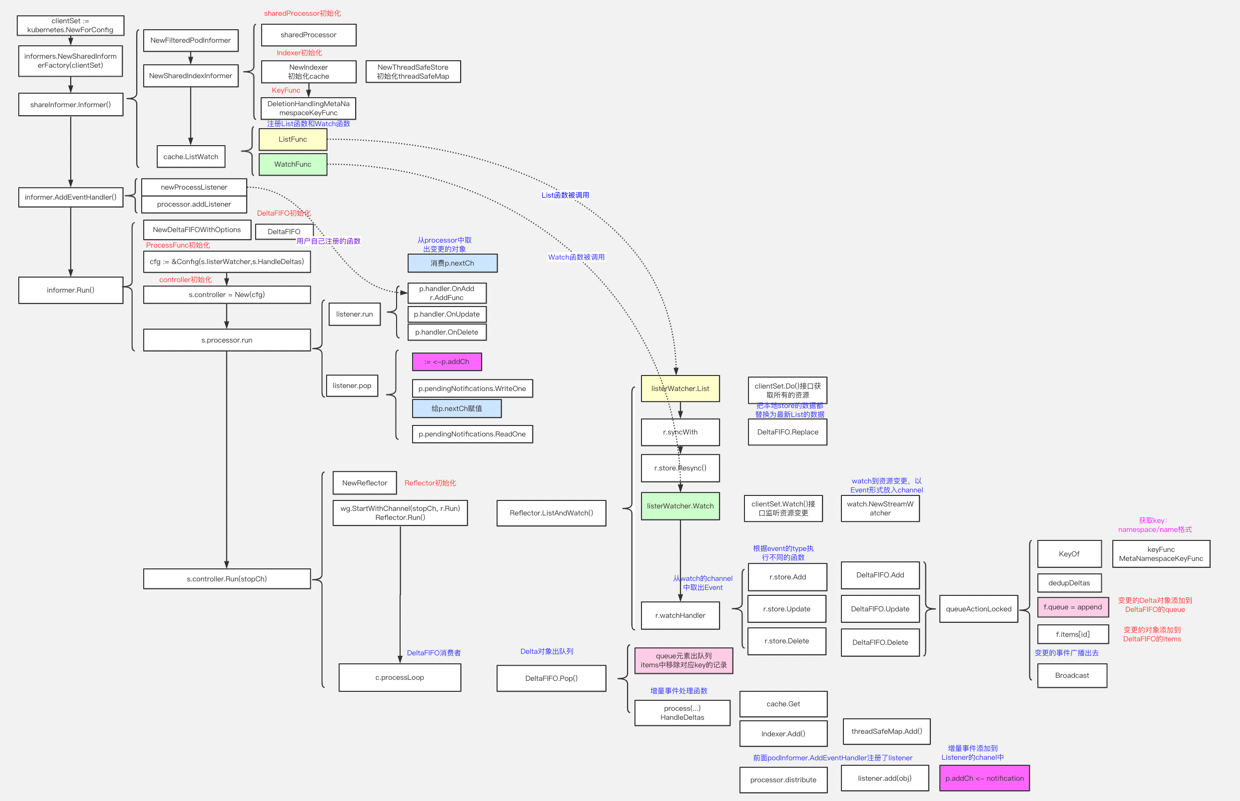 clientSet :=
kubernetes.NewForConfig
informers.NewSharedInform
erFactory(clientSet)
shareInformer.Informer()
informer.AddEventHandler()
informer.Run()
NewFilteredPodInformer
NewSharedIndexInformer
cache.ListWatch
sharedProcessor初始化
sharedProcessor
Indexer初始化
NewIndexer
初始化cache
NewThreadSafeStore
初始化threadSafeMap
KeyFunc
DeletionHandlingMetaNa
mespaceKeyFunc
注册List函数和Watch函数
ListFunc
WatchFunc
newProcessListener
processor.addListener
DeltaFIFO初始化
NewDeltaFIFOWithOptions
DeltaFIFO
用户自己注册的函数
ProcessFunc初始化
cfg := &Config(s.listerWatcher,s.HandleDeltas)
controller初始化
s.controller = New(cfg)
s.processor.run
s.controller.Run(stopCh)
listener.run
listener.pop
从processor中取
出变更的对象
消费p.nextCh
p.handler.OnAdd
r.AddFunc
p.handler.OnUpdate
p.handler.OnDelete
:= <-p.addCh
p.pendingNotifications.WriteOne
给p.nextCh赋值
p.pendingNotifications.ReadOne
List函数被调用
Watch函数被调用
NewReflector
Reflector初始化
wg.StartWithChannel(stopCh, r.Run)
Reflector.Run()
DeltaFIFO消费者
c.processLoop
Reflector.ListAndWatch()
listerWatcher.List
clientSet.Do()接口获
取所有的资源
把本地store的数据都
替换为最新List的数据
r.syncWith
DeltaFIFO.Replace
r.store.Resync()
listerWatcher.Watch
clientSet.Watch()接
口监听资源变更
watch到资源变更，以
Event形式放入channel
watch.NewStreamW
atcher
从watch的channel
中取出Event
r.watchHandler
根据event的type执
行不同的函数
r.store.Add
r.store.Update
r.store.Delete
DeltaFIFO.Add
DeltaFIFO.Update
DeltaFIFO.Delete
queueActionLocked
获取key：
namespace/name格式
KeyOf
keyFunc
MetaNamespaceKeyFunc
dedupDeltas
f.queue = append
变更的Delta对象添加到
DeltaFIFO的queue
f.items[id]
变更的对象添加到
DeltaFIFO的items
变更的事件广播出去
Broadcast
Delta对象出队列
DeltaFIFO.Pop()
queue元素出队列
items中移除对应key的记录
增量事件处理函数
process(...)
HandleDeltas
cache.Get
Indexer.Add()
threadSafeMap.Add()
前面podInformer.AddEventHandler注册了listener
processor.distribute
listener.add(obj)
增量事件添加到
Listener的chanel中
p.addCh <- notification